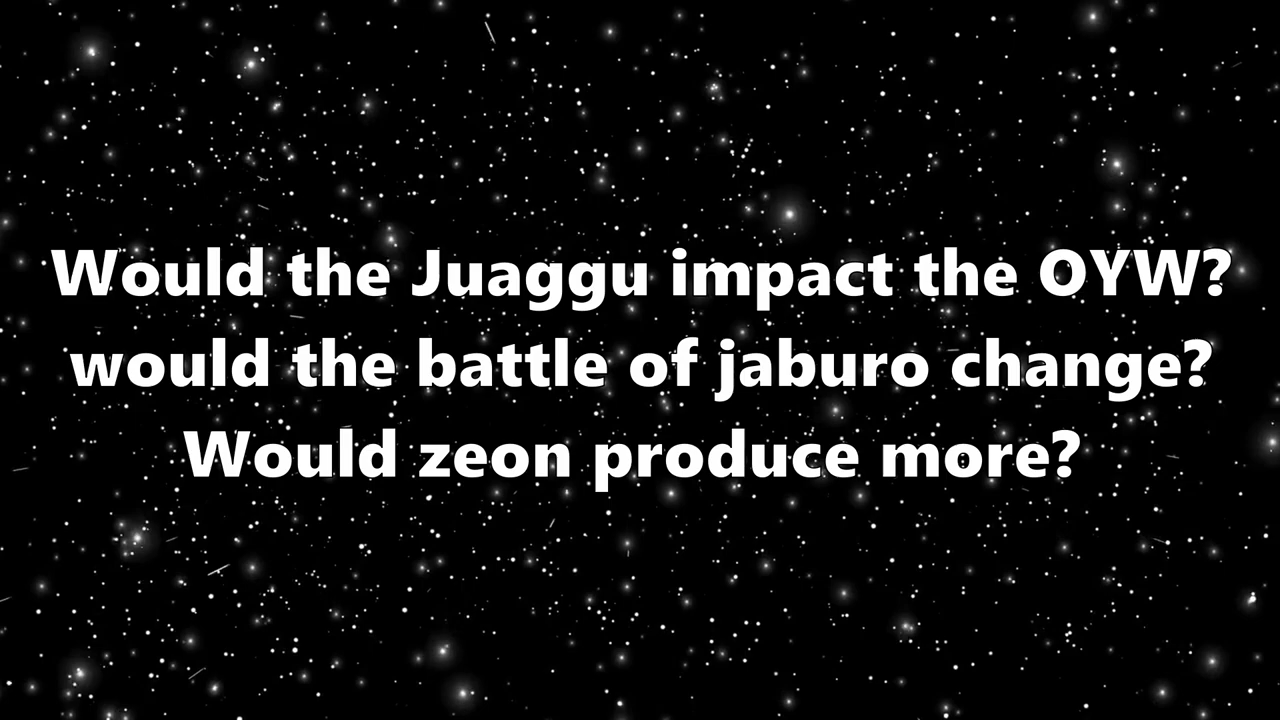 Would the Juaggu impact the OYW?
would the battle of jaburo change?
Would zeon produce more?